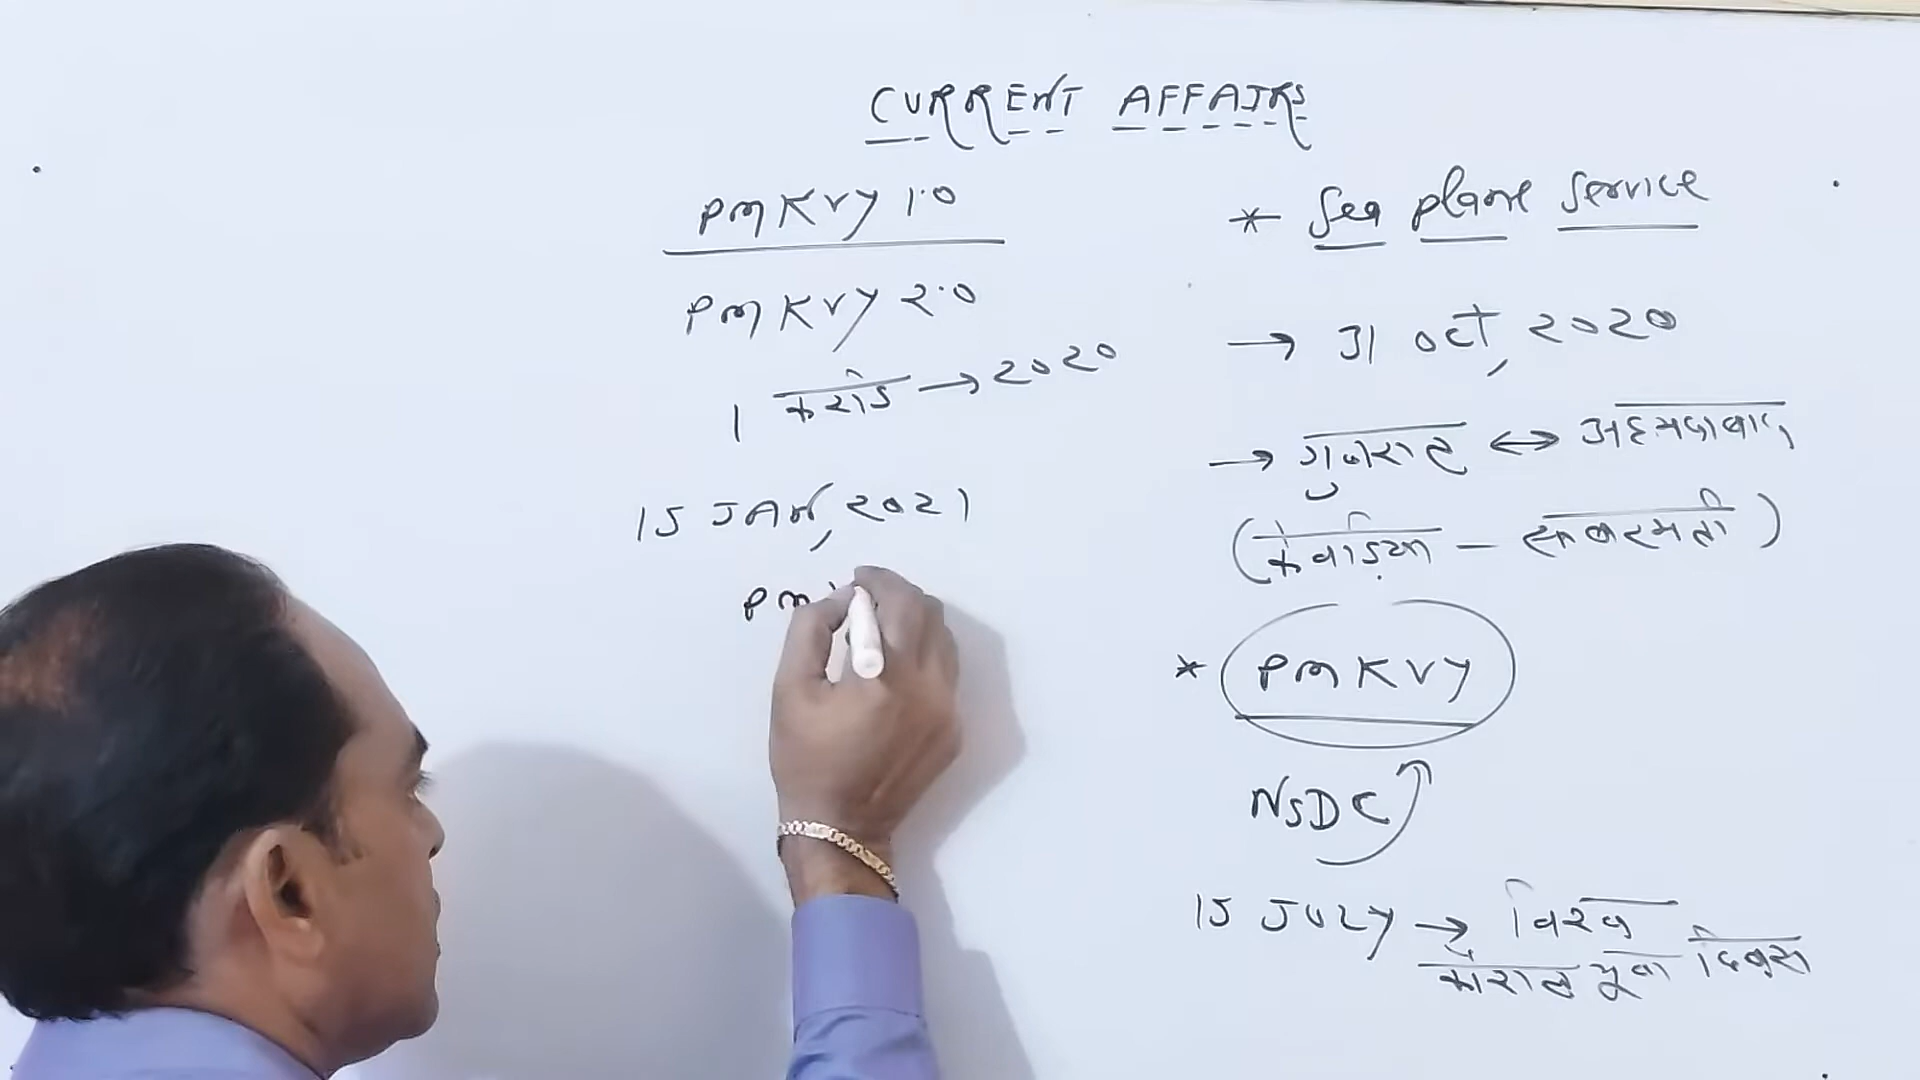 CURRENT AFFAIRS
PMKVY 1.0
PMKVY 2.0
1 करोड → 2020
15 JAN, 2021
PM
* Sea plane Service
→ 31 Oct, 2020
→ गुजरात ↔ अहमदाबाद
(केवाडिया - साबरमती)
* PMKVY
NSDC
15 JULY → विश्व
कौशल युवा दिवस